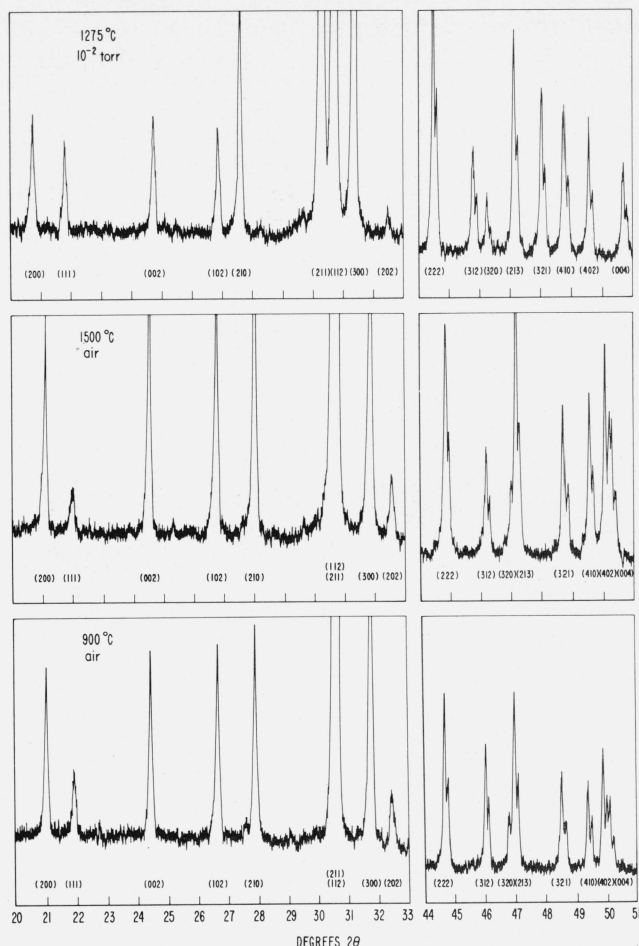 1275 °C
10⁻² torr
(200) (111) (002) (102) (210) (211)(112) (300) (202)
(222) (312) (320) (213) (321) (410) (402) (004)
1500 °C
air
(112)
(200) (111) (002) (102) (210) (211) (300) (202)
(222) (312) (320)(213) (321) (410)(402)(004)
900 °C
air
(211)
(200) (111) (002) (102) (210) (112) (300) (202)
(222) (312) (320)(213) (321) (410)(402)(004)
20 21 22 23 24 25 26 27 28 29 30 31 32 33
44 45 46 47 48 49 50 51
DEGREES 2θ